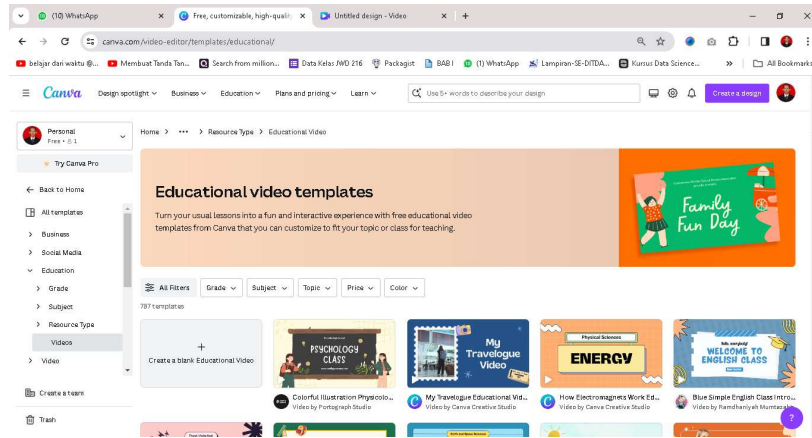 (10) WhatsApp
Free, customizable, high-quality
Untitled design - Video
canva.com/video-editor/templates/educational/
belajar dari waktu @...
Membuat Tanda Tan...
Search from million...
Data Kelas JWD 216
Packagist
BAB I
(1) WhatsApp
Lampiran-SE-DITDA...
Kursus Data Science...
All Bookmarks
Canva
Design spotlight
Business
Education
Plans and pricing
Learn
Use 5+ words to describe your design
Create a design
Personal
Free • 1
Try Canva Pro
Back to Home
All templates
Business
Social Media
Education
Grade
Subject
Resource Type
Videos
Video
Create a team
Trash
Home > ••• > Resource Type > Educational Video
Educational video templates
Turn your usual lessons into a fun and interactive experience with free educational video
templates from Canva that you can customize to fit your topic or class for teaching.
Family
Fun Day
All Filters
Grade
Subject
Topic
Price
Color
797 templates
+
Create a blank Educational Video
PSYCHOLOGY
CLASS
Colorful Illustration Physicolo...
Video by Portograph Studio
My
Travelogue
Video
My Travelogue Educational Vid...
Video by Canva Creative Studio
Physical Sciences
ENERGY
How Electromagnets Work Ed...
Video by Canva Creative Studio
Hello, everybody!
WELCOME TO
ENGLISH CLASS
Blue Simple English Class Intro...
Video by Ramdhaniyah Mumtazah
?